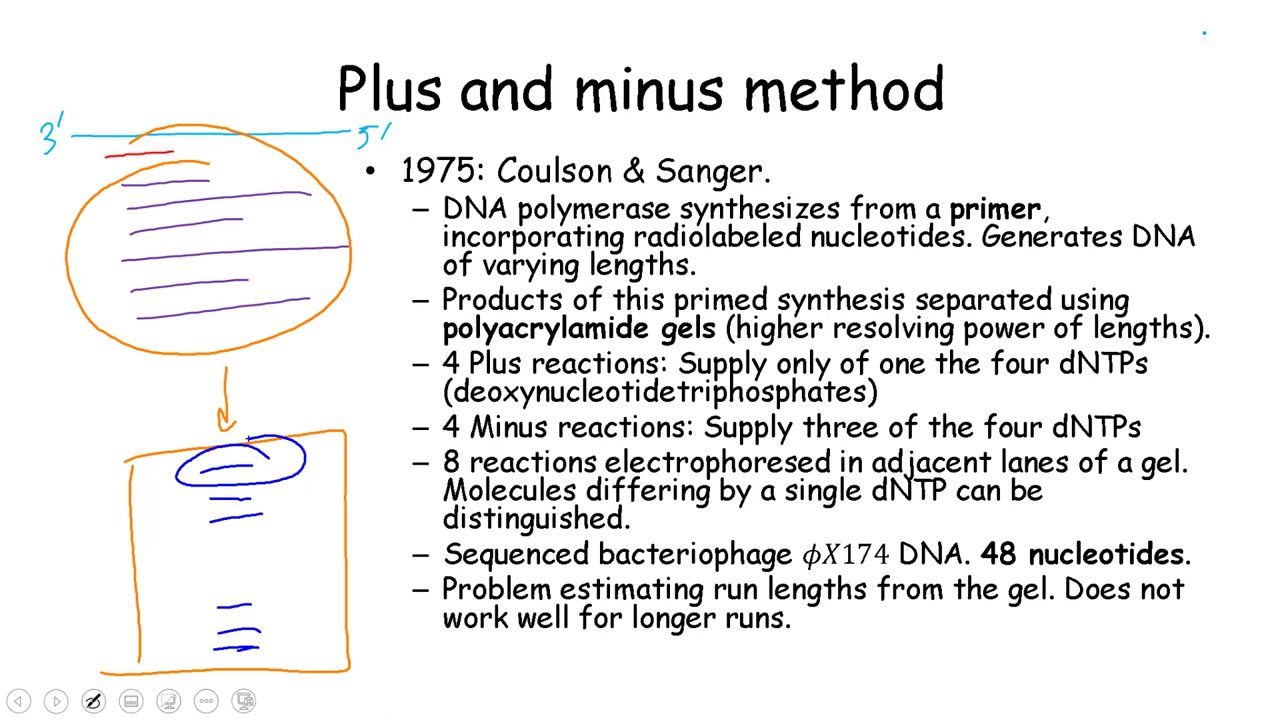 Plus and minus method
3' 5'
• 1975: Coulson & Sanger.
– DNA polymerase synthesizes from a primer,
incorporating radiolabeled nucleotides. Generates DNA
of varying lengths.
– Products of this primed synthesis separated using
polyacrylamide gels (higher resolving power of lengths).
– 4 Plus reactions: Supply only of one the four dNTPs
(deoxynucleotidetriphosphates)
– 4 Minus reactions: Supply three of the four dNTPs
– 8 reactions electrophoresed in adjacent lanes of a gel.
Molecules differing by a single dNTP can be
distinguished.
– Sequenced bacteriophage 𝜙𝑋174 DNA. 48 nucleotides.
– Problem estimating run lengths from the gel. Does not
work well for longer runs.